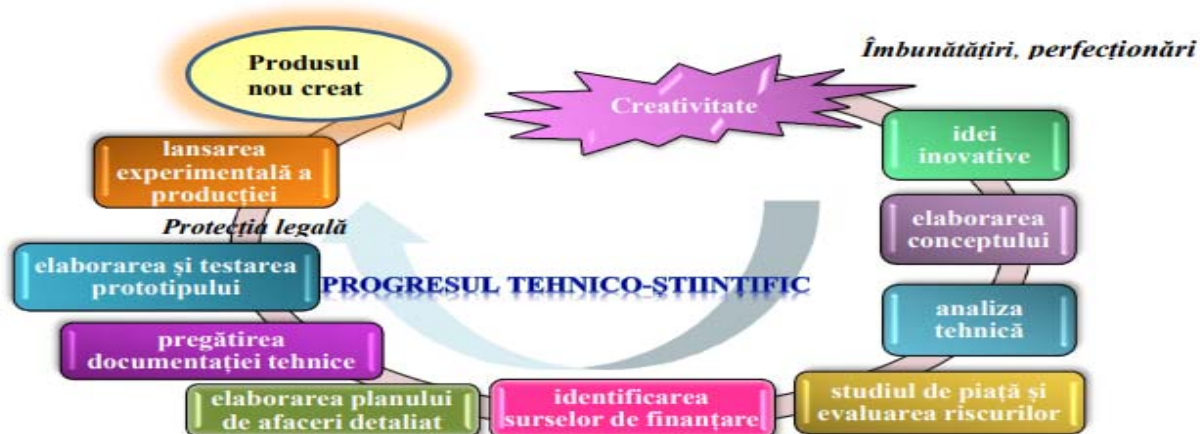 Produsul
nou creat
Creativitate
Îmbunătățiri, perfecționări
idei
inovative
elaborarea
conceptului
analiza
tehnică
studiul de piață și
evaluarea riscurilor
identificarea
surselor de finanțare
elaborarea planului
de afaceri detaliat
pregătirea
documentației tehnice
elaborarea și testarea
prototipului
Protecția legală
lansarea
experimentală a
producției
PROGRESUL TEHNICO-ȘTIINTIFIC